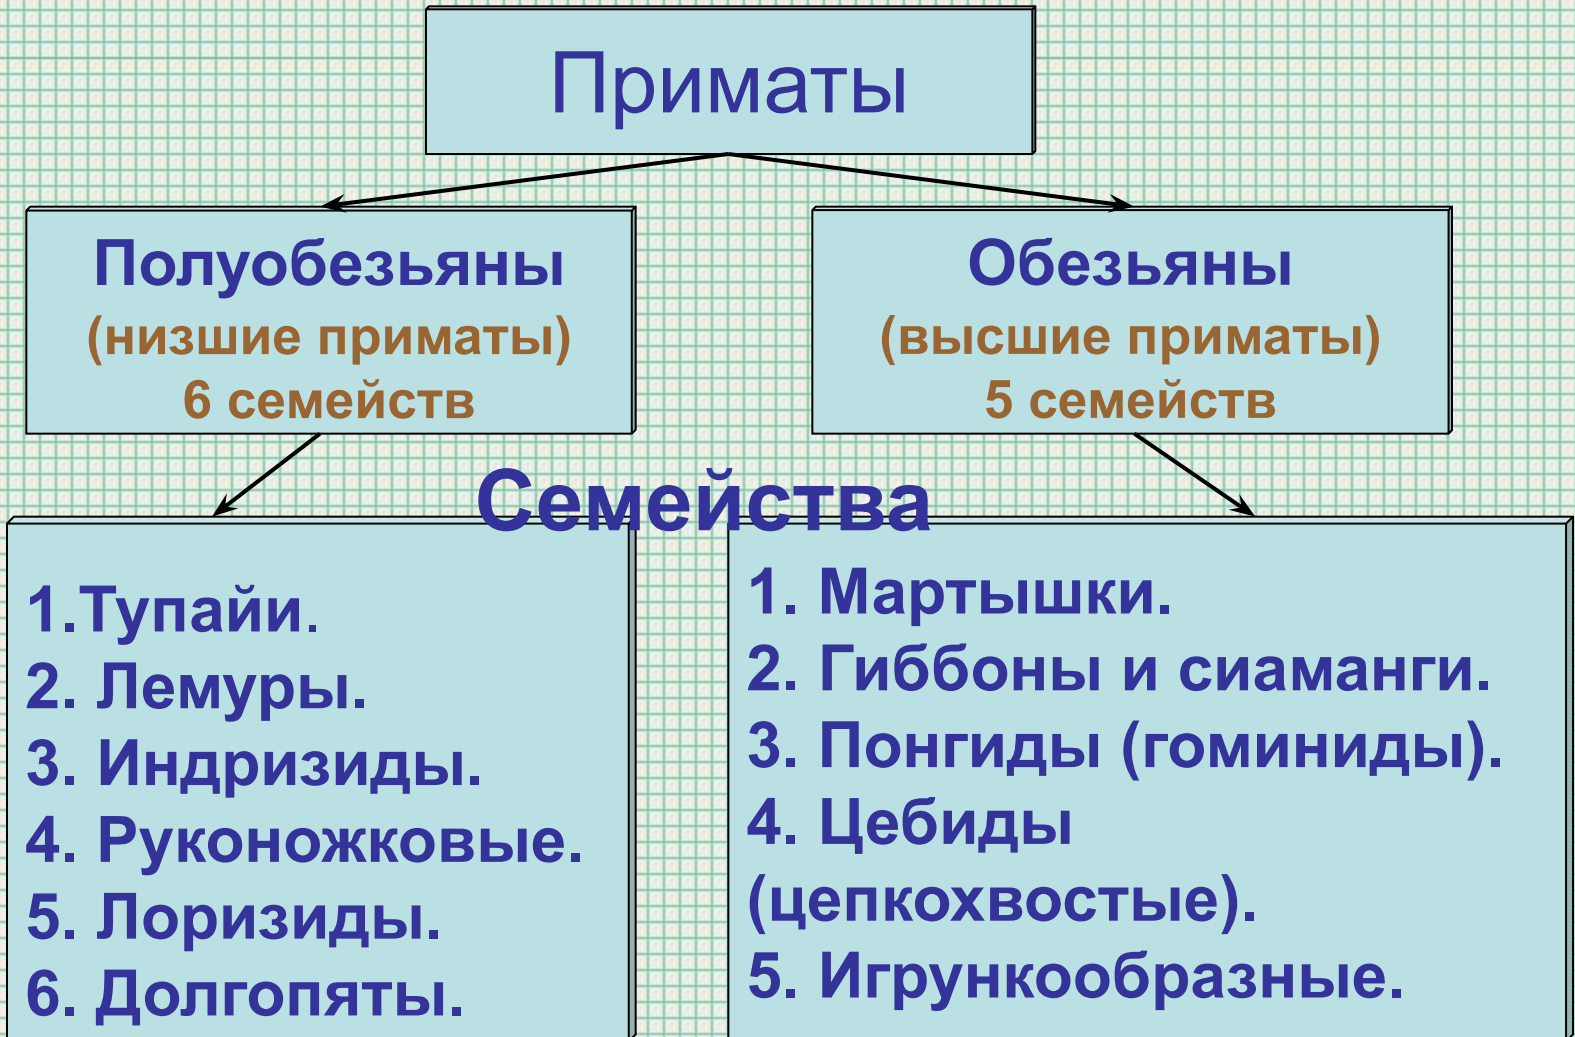 Приматы
Полуобезьяны
(низшие приматы)
6 семейств
Обезьяны
(высшие приматы)
5 семейств
Семейства
1.Тупайи.
2. Лемуры.
3. Индризиды.
4. Руконожковые.
5. Лоризиды.
6. Долгопяты.
1. Мартышки.
2. Гиббоны и сиаманги.
3. Понгиды (гоминиды).
4. Цебиды
(цепкохвостые).
5. Игрункообразные.